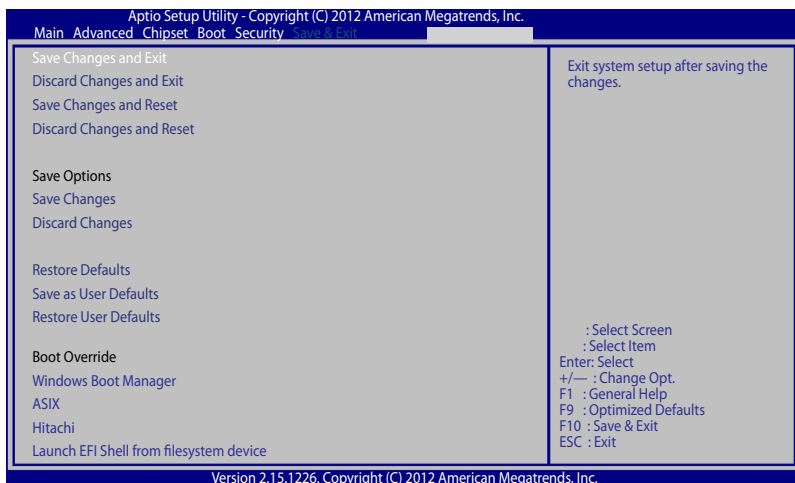 Aptio Setup Utility - Copyright (C) 2012 American Megatrends, Inc.
Main Advanced Chipset Boot Security Save & Exit
Save Changes and Exit
Discard Changes and Exit
Save Changes and Reset
Discard Changes and Reset
Save Options
Save Changes
Discard Changes
Restore Defaults
Save as User Defaults
Restore User Defaults
Boot Override
Windows Boot Manager
ASIX
Hitachi
Launch EFI Shell from filesystem device
Exit system setup after saving the
changes.
: Select Screen
: Select Item
Enter: Select
+/— : Change Opt.
F1 : General Help
F9 : Optimized Defaults
F10 : Save & Exit
ESC : Exit
Version 2.15.1226. Copyright (C) 2012 American Megatrends, Inc.